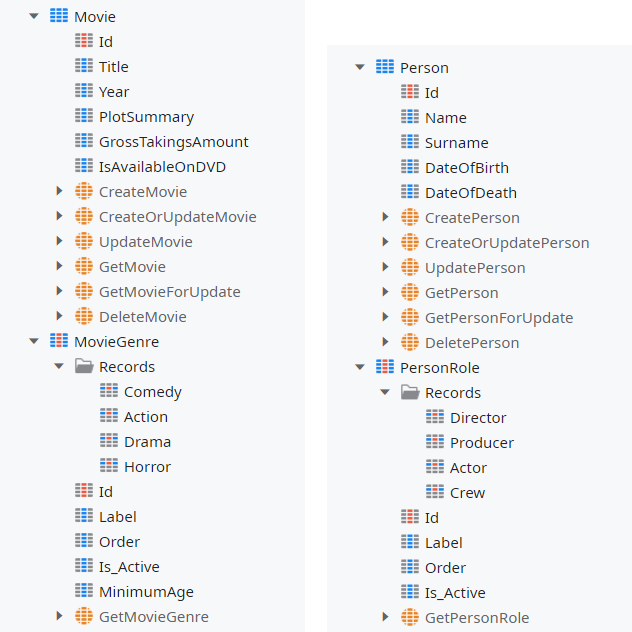 Movie
Id
Title
Year
PlotSummary
GrossTakingsAmount
IsAvailableOnDVD
CreateMovie
CreateOrUpdateMovie
UpdateMovie
GetMovie
GetMovieForUpdate
DeleteMovie
MovieGenre
Records
Comedy
Action
Drama
Horror
Id
Label
Order
Is_Active
MinimumAge
GetMovieGenre
Person
Id
Name
Surname
DateOfBirth
DateOfDeath
CreatePerson
CreateOrUpdatePerson
UpdatePerson
GetPerson
GetPersonForUpdate
DeletePerson
PersonRole
Records
Director
Producer
Actor
Crew
Id
Label
Order
Is_Active
GetPersonRole